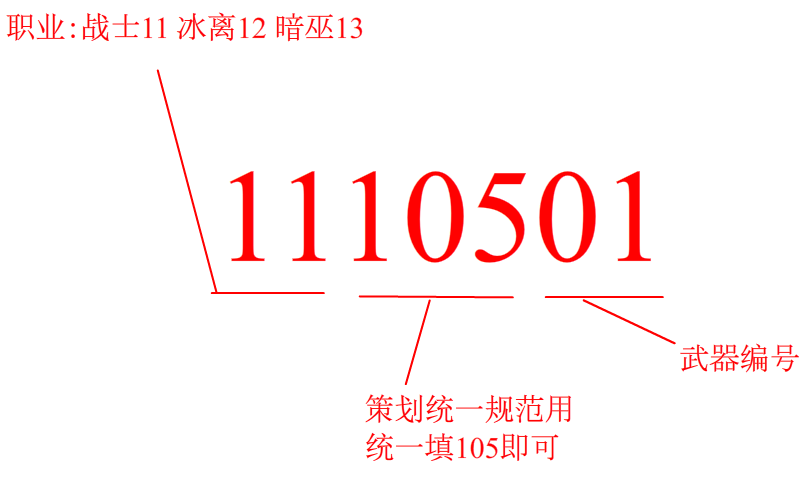 职业:战士11 冰离12 暗巫13
1110501
武器编号
策划统一规范用
统一填105即可